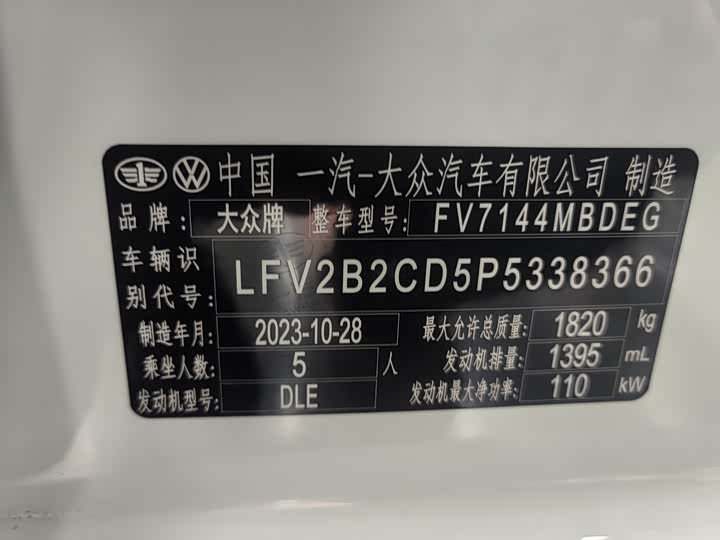 中国 一汽-大众汽车有限公司 制造
品牌: 大众牌 整车型号: FV7144MBDEG
车辆识别代号: LFV2B2CD5P5338366
制造年月: 2023-10-28 最大允许总质量: 1820 kg
乘坐人数: 5 人 发动机排量: 1395 mL
发动机型号: DLE 发动机最大净功率: 110 kW